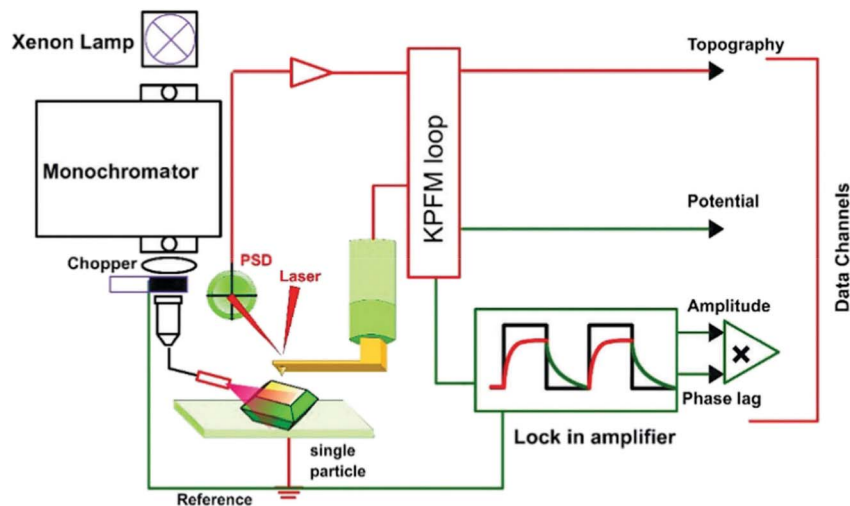 Xenon Lamp
Monochromator
Chopper
PSD
Laser
KPFM loop
Topography
Potential
Amplitude
Phase lag
Data Channels
Lock in amplifier
single
particle
Reference